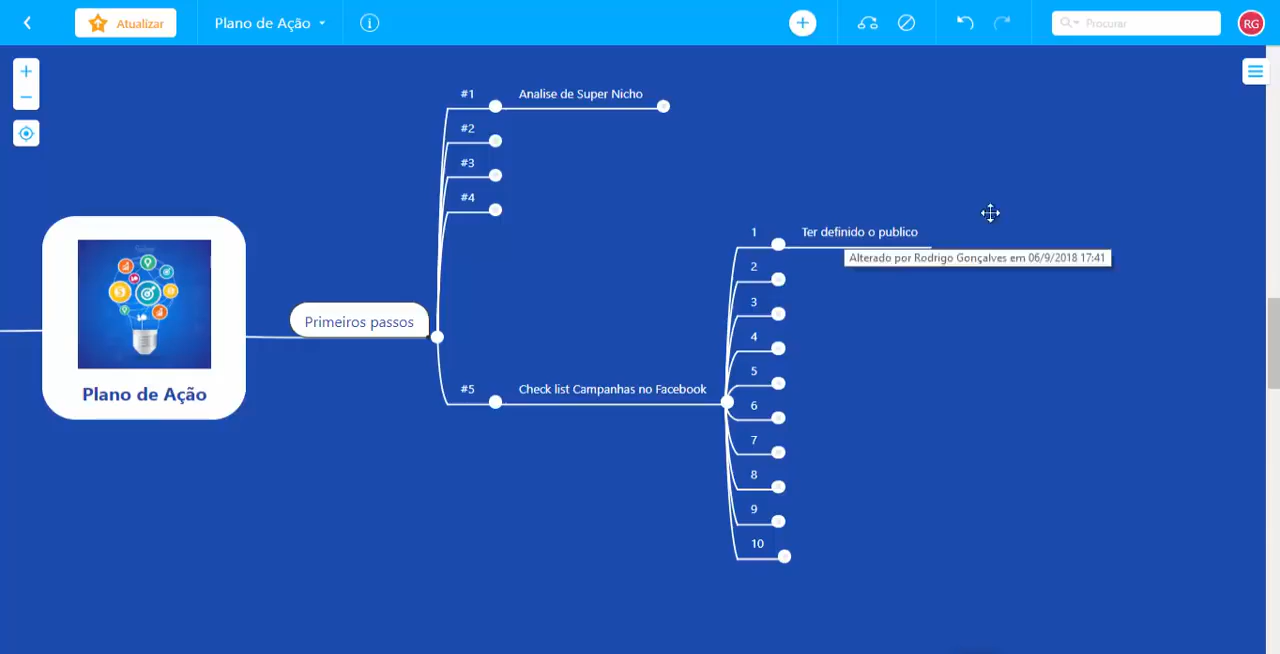 Atualizar
Plano de Ação
RG
Procurar
#1
Analise de Super Nicho
#2
#3
#4
1
Ter definido o publico
Alterado por Rodrigo Gonçalves em 06/9/2018 17:41
2
3
Primeiros passos
4
5
Plano de Ação
#5
Check list Campanhas no Facebook
6
7
8
9
10